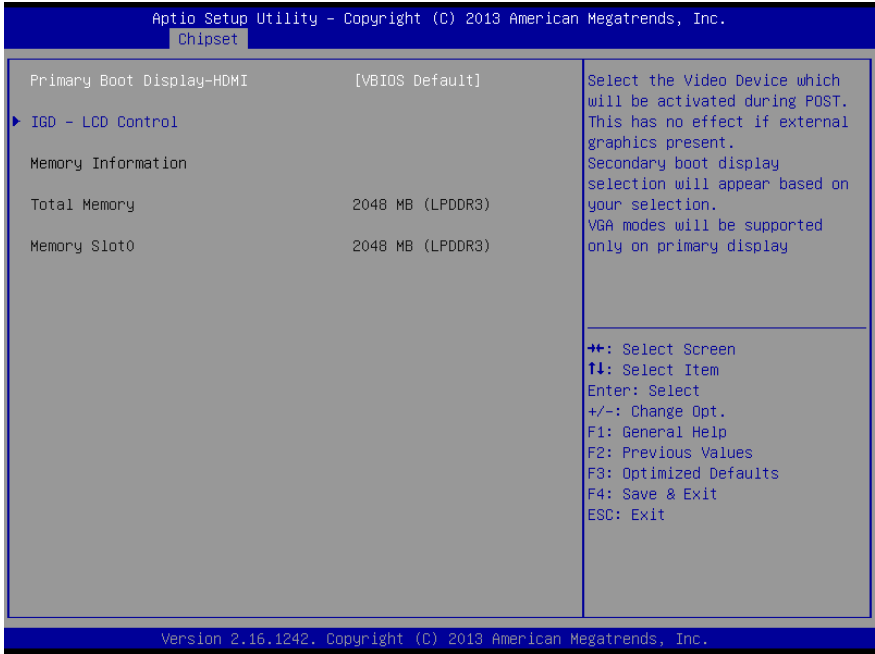 Aptio Setup Utility – Copyright (C) 2013 American Megatrends, Inc.
Chipset
Primary Boot Display-HDMI [VBIOS Default]
▶ IGD – LCD Control
Memory Information
Total Memory 2048 MB (LPDDR3)
Memory Slot0 2048 MB (LPDDR3)
Select the Video Device which
will be activated during POST.
This has no effect if external
graphics present.
Secondary boot display
selection will appear based on
your selection.
VGA modes will be supported
only on primary display
→←: Select Screen
↑↓: Select Item
Enter: Select
+/-: Change Opt.
F1: General Help
F2: Previous Values
F3: Optimized Defaults
F4: Save & Exit
ESC: Exit
Version 2.16.1242. Copyright (C) 2013 American Megatrends, Inc.